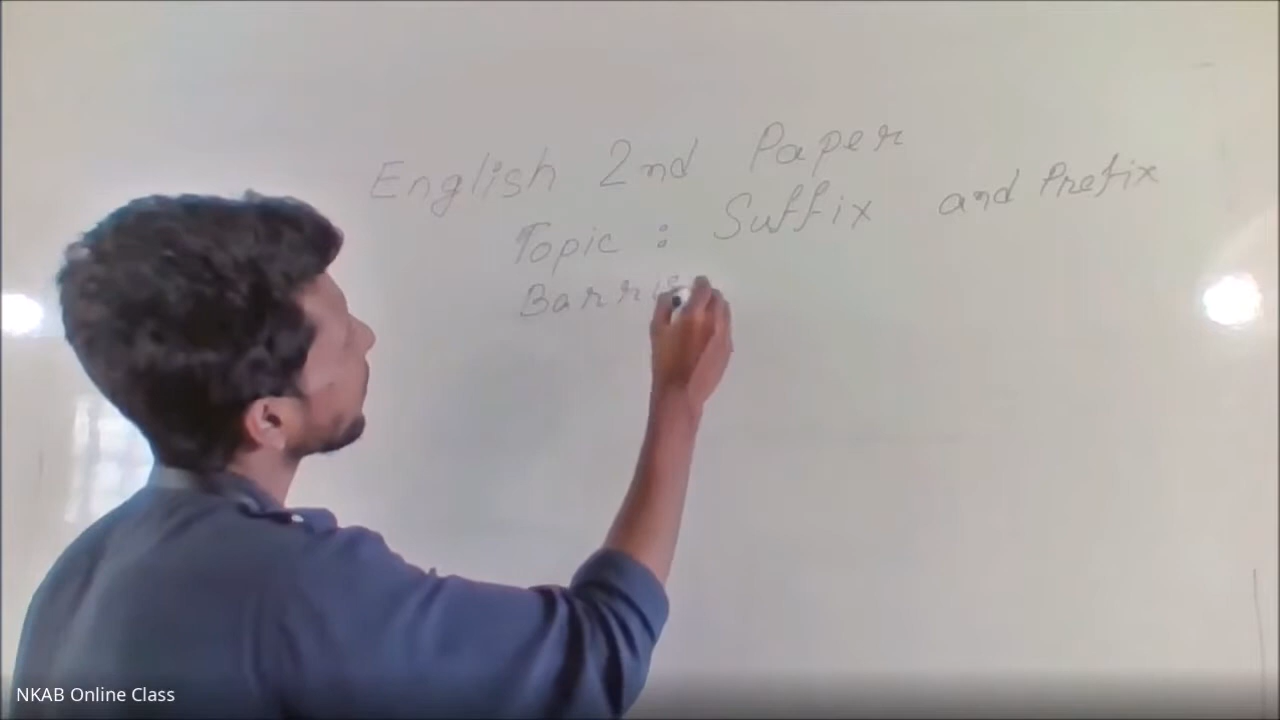 English 2nd Paper
Topic : Suffix and Prefix
NKAB Online Class